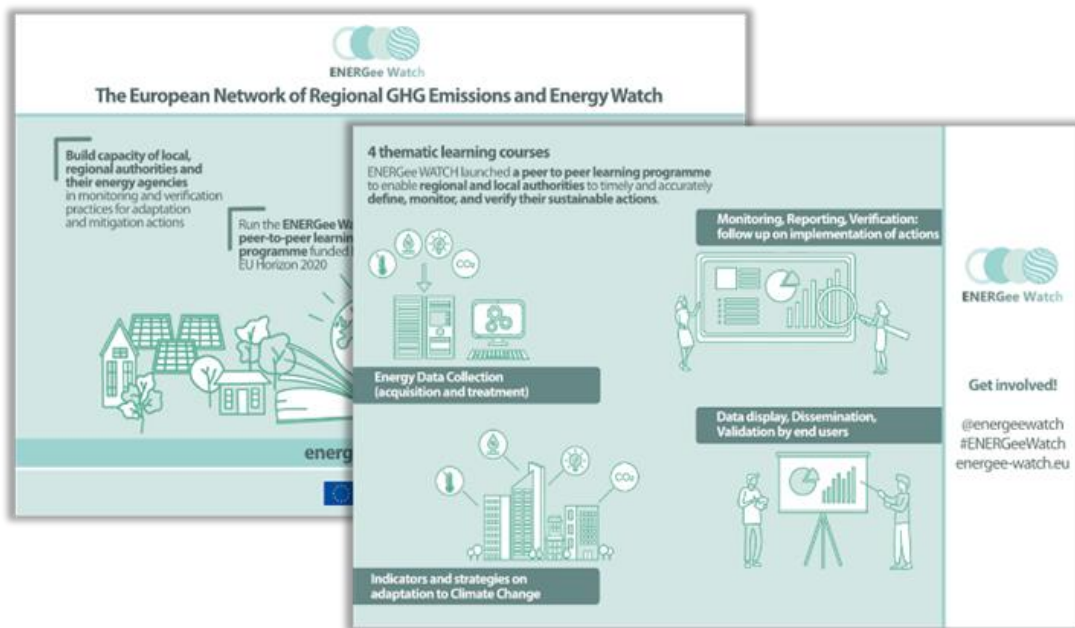 ENERGee Watch
The European Network of Regional GHG Emissions and Energy Watch
Build capacity of local,
regional authorities and
their energy agencies
in monitoring and verification
practices for adaptation
and mitigation actions
Run the ENERGee Wa
peer-to-peer learnin
programme funded
EU Horizon 2020
energ
4 thematic learning courses
ENERGee WATCH launched a peer to peer learning programme
to enable regional and local authorities to timely and accurately
define, monitor, and verify their sustainable actions.
CO₂
Energy Data Collection
(acquisition and treatment)
Monitoring, Reporting, Verification:
follow up on implementation of actions
CO₂
Indicators and strategies on
adaptation to Climate Change
Data display, Dissemination,
Validation by end users
ENERGee Watch
Get involved!
@energeewatch
#ENERGeeWatch
energee-watch.eu